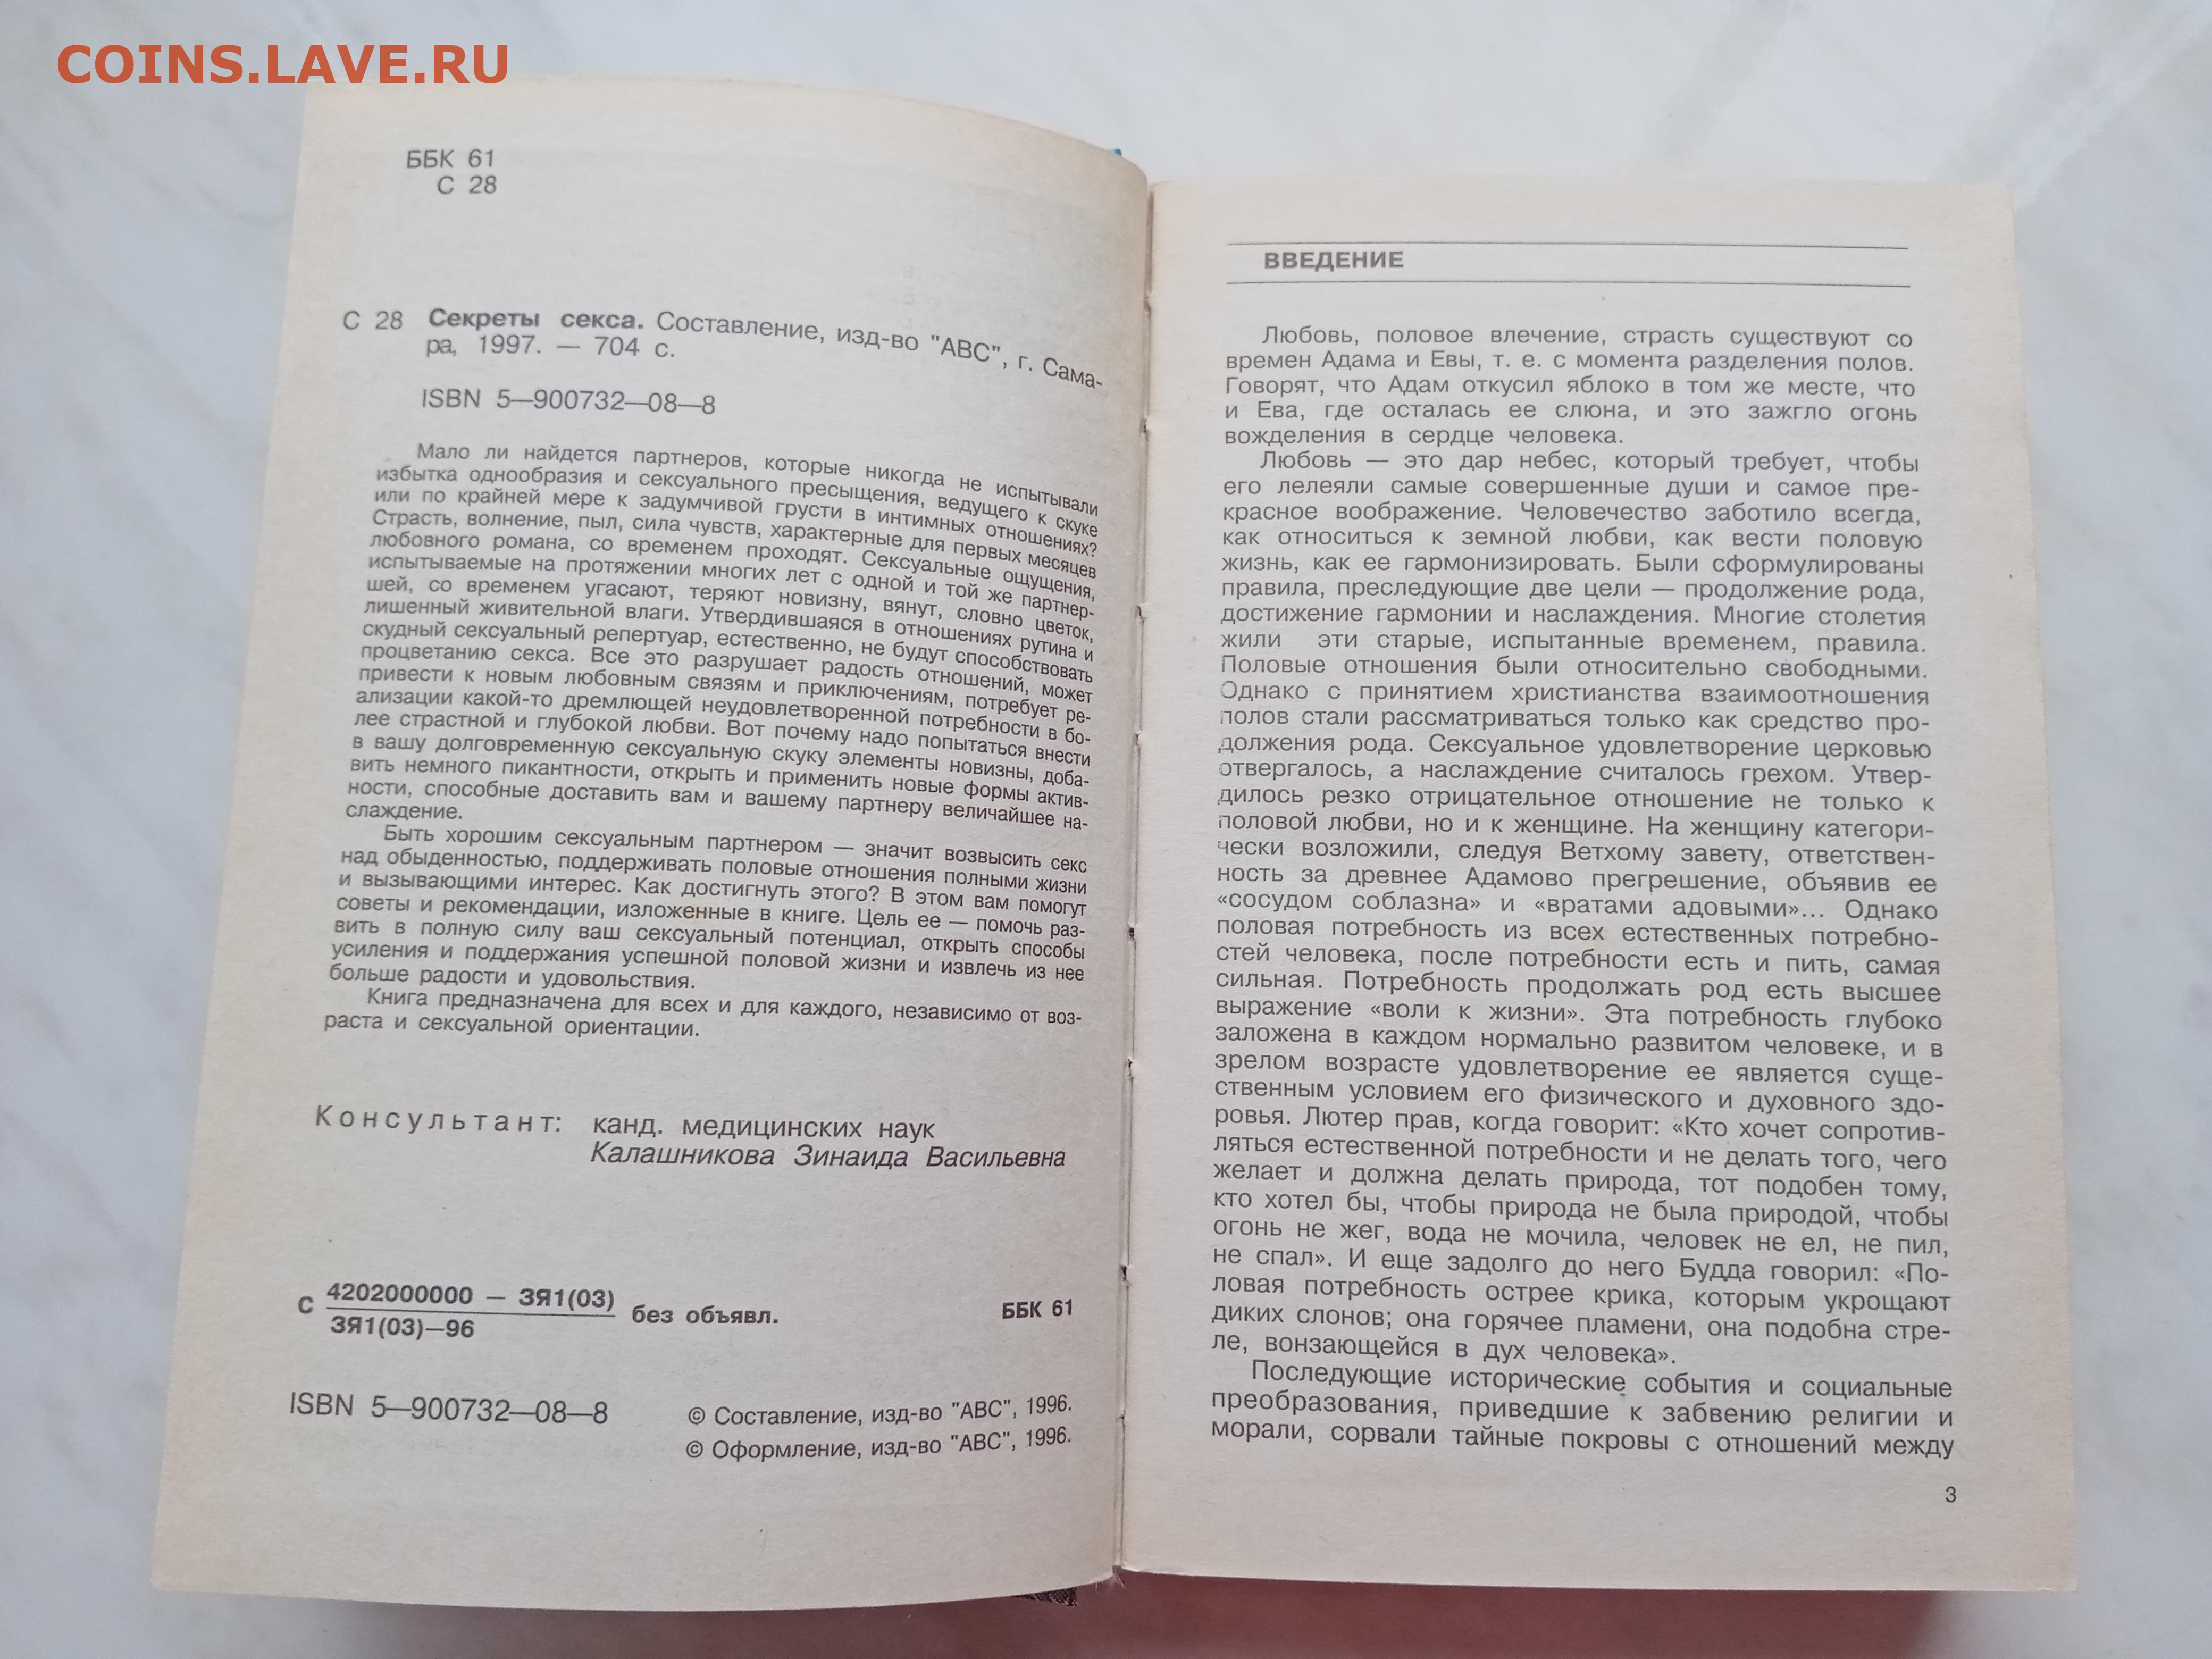 COINS.LAVE.RU
ББК 61
С 28
С 28 Секреты секса. Составление, изд-во "АВС", г. Сама-
ра, 1997. — 704 с.
ISBN 5—900732—08—8
Мало ли найдется партнеров, которые никогда не испытывали
избытка однообразия и сексуального пресыщения, ведущего к скуке
или по крайней мере к задумчивой грусти в интимных отношениях?
Страсть, волнение, пыл, сила чувств, характерные для первых месяцев
любовного романа, со временем проходят. Сексуальные ощущения,
испытываемые на протяжении многих лет с одной и той же партнер-
шей, со временем угасают, теряют новизну, вянут, словно цветок,
лишенный живительной влаги. Утвердившаяся в отношениях рутина и
скудный сексуальный репертуар, естественно, не будут способствовать
процветанию секса. Все это разрушает радость отношений, может
привести к новым любовным связям и приключениям, потребует ре-
ализации какой-то дремлющей неудовлетворенной потребности в бо-
лее страстной и глубокой любви. Вот почему надо попытаться внести
в вашу долговременную сексуальную скуку элементы новизны, доба-
вить немного пикантности, открыть и применить новые формы актив-
ности, способные доставить вам и вашему партнеру величайшее на-
слаждение.
Быть хорошим сексуальным партнером — значит возвысить секс
над обыденностью, поддерживать половые отношения полными жизни
и вызывающими интерес. Как достигнуть этого? В этом вам помогут
советы и рекомендации, изложенные в книге. Цель ее — помочь раз-
вить в полную силу ваш сексуальный потенциал, открыть способы
усиления и поддержания успешной половой жизни и извлечь из нее
больше радости и удовольствия.
Книга предназначена для всех и для каждого, независимо от воз-
раста и сексуальной ориентации.
Консультант: канд. медицинских наук
Калашникова Зинаида Васильевна
С 4202000000 — ЗЯ1(03)
ЗЯ1(03)—96 без объявл. ББК 61
ISBN 5—900732—08—8
© Составление, изд-во "АВС", 1996.
© Оформление, изд-во "АВС", 1996.
ВВЕДЕНИЕ
Любовь, половое влечение, страсть существуют со
времен Адама и Евы, т. е. с момента разделения полов.
Говорят, что Адам откусил яблоко в том же месте, что
и Ева, где осталась ее слюна, и это зажгло огонь
вожделения в сердце человека.
Любовь — это дар небес, который требует, чтобы
его лелеяли самые совершенные души и самое пре-
красное воображение. Человечество заботило всегда,
как относиться к земной любви, как вести половую
жизнь, как ее гармонизировать. Были сформулированы
правила, преследующие две цели — продолжение рода,
достижение гармонии и наслаждения. Многие столетия
жили эти старые, испытанные временем, правила.
Половые отношения были относительно свободными.
Однако с принятием христианства взаимоотношения
полов стали рассматриваться только как средство про-
должения рода. Сексуальное удовлетворение церковью
отвергалось, а наслаждение считалось грехом. Утвер-
дилось резко отрицательное отношение не только к
половой любви, но и к женщине. На женщину категори-
чески возложили, следуя Ветхому завету, ответствен-
ность за древнее Адамово прегрешение, объявив ее
«сосудом соблазна» и «вратами адовыми»... Однако
половая потребность из всех естественных потребно-
стей человека, после потребности есть и пить, самая
сильная. Потребность продолжать род есть высшее
выражение «воли к жизни». Эта потребность глубоко
заложена в каждом нормально развитом человеке, и в
зрелом возрасте удовлетворение ее является суще-
ственным условием его физического и духовного здо-
ровья. Лютер прав, когда говорит: «Кто хочет сопротив-
ляться естественной потребности и не делать того, чего
желает и должна делать природа, тот подобен тому,
кто хотел бы, чтобы природа не была природой, чтобы
огонь не жег, вода не мочила, человек не ел, не пил,
не спал». И еще задолго до него Будда говорил: «По-
ловая потребность острее крика, которым укрощают
диких слонов; она горячее пламени, она подобна стре-
ле, вонзающейся в дух человека».
Последующие исторические события и социальные
преобразования, приведшие к забвению религии и
морали, сорвали тайные покровы с отношений между
3